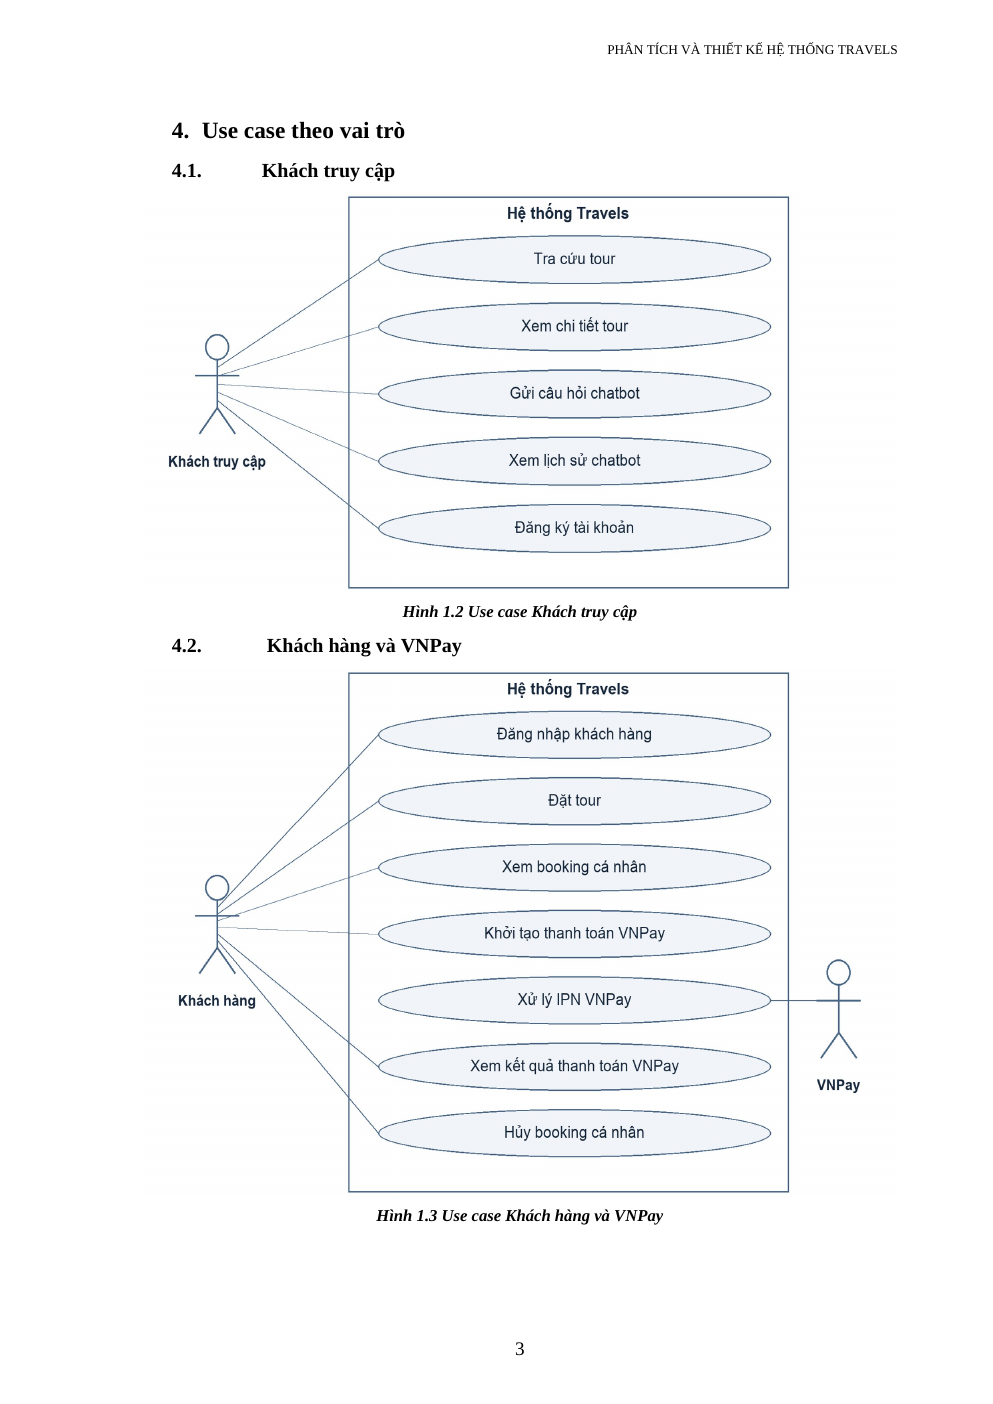 PHÂN TÍCH VÀ THIẾT KẾ HỆ THỐNG TRAVELS
4. Use case theo vai trò
4.1. Khách truy cập
Hệ thống Travels
Tra cứu tour
Xem chi tiết tour
Gửi câu hỏi chatbot
Xem lịch sử chatbot
Khách truy cập
Đăng ký tài khoản
Hình 1.2 Use case Khách truy cập
4.2. Khách hàng và VNPay
Hệ thống Travels
Đăng nhập khách hàng
Đặt tour
Xem booking cá nhân
Khởi tạo thanh toán VNPay
Khách hàng
Xử lý IPN VNPay
Xem kết quả thanh toán VNPay
VNPay
Hủy booking cá nhân
Hình 1.3 Use case Khách hàng và VNPay
3